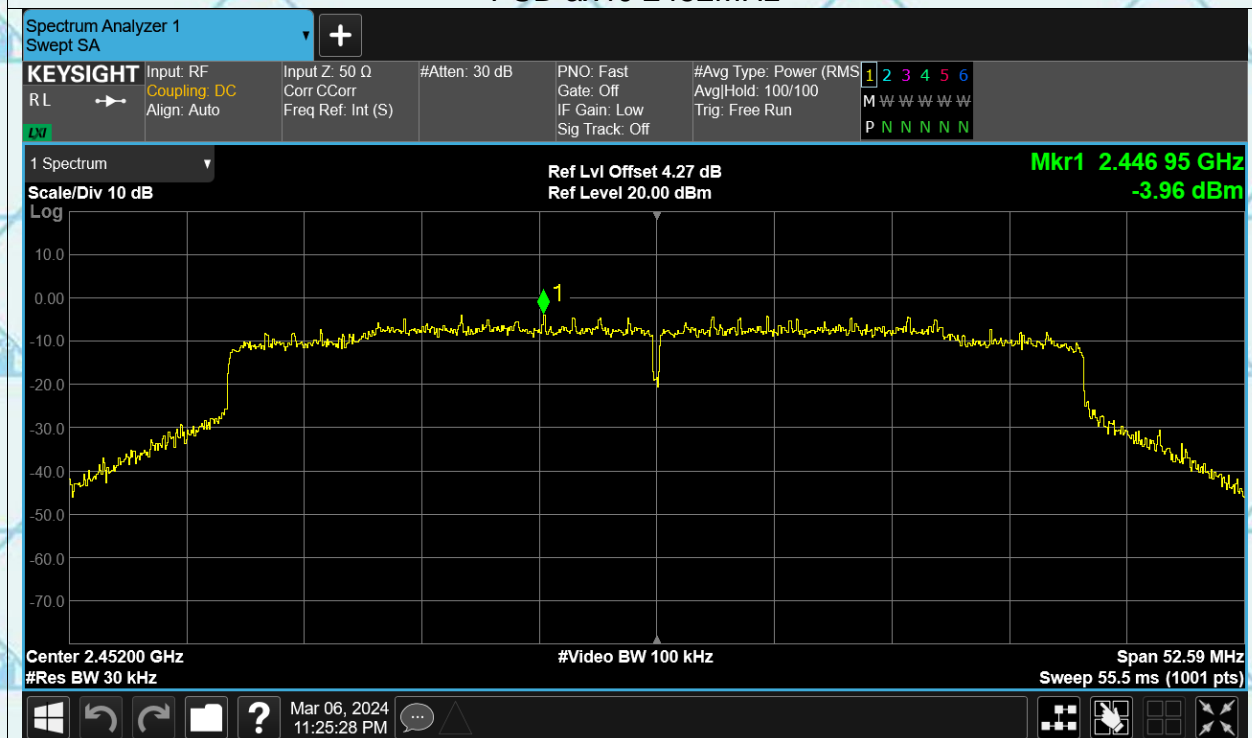 PSD ax40 2452MHz
Spectrum Analyzer 1
Swept SA
KEYSIGHT
RL
LXI
Input: RF
Coupling: DC
Align: Auto
Input Z: 50 Ω
Corr CCorr
Freq Ref: Int (S)
#Atten: 30 dB
PNO: Fast
Gate: Off
IF Gain: Low
Sig Track: Off
#Avg Type: Power (RMS
Avg|Hold: 100/100
Trig: Free Run
1 2 3 4 5 6
M W W W W W
P N N N N N
1 Spectrum
Scale/Div 10 dB
Ref Lvl Offset 4.27 dB
Ref Level 20.00 dBm
Mkr1 2.446 95 GHz
-3.96 dBm
Log
10.0
0.00
-10.0
-20.0
-30.0
-40.0
-50.0
-60.0
-70.0
1
Center 2.45200 GHz
#Res BW 30 kHz
#Video BW 100 kHz
Span 52.59 MHz
Sweep 55.5 ms (1001 pts)
?
Mar 06, 2024
11:25:28 PM